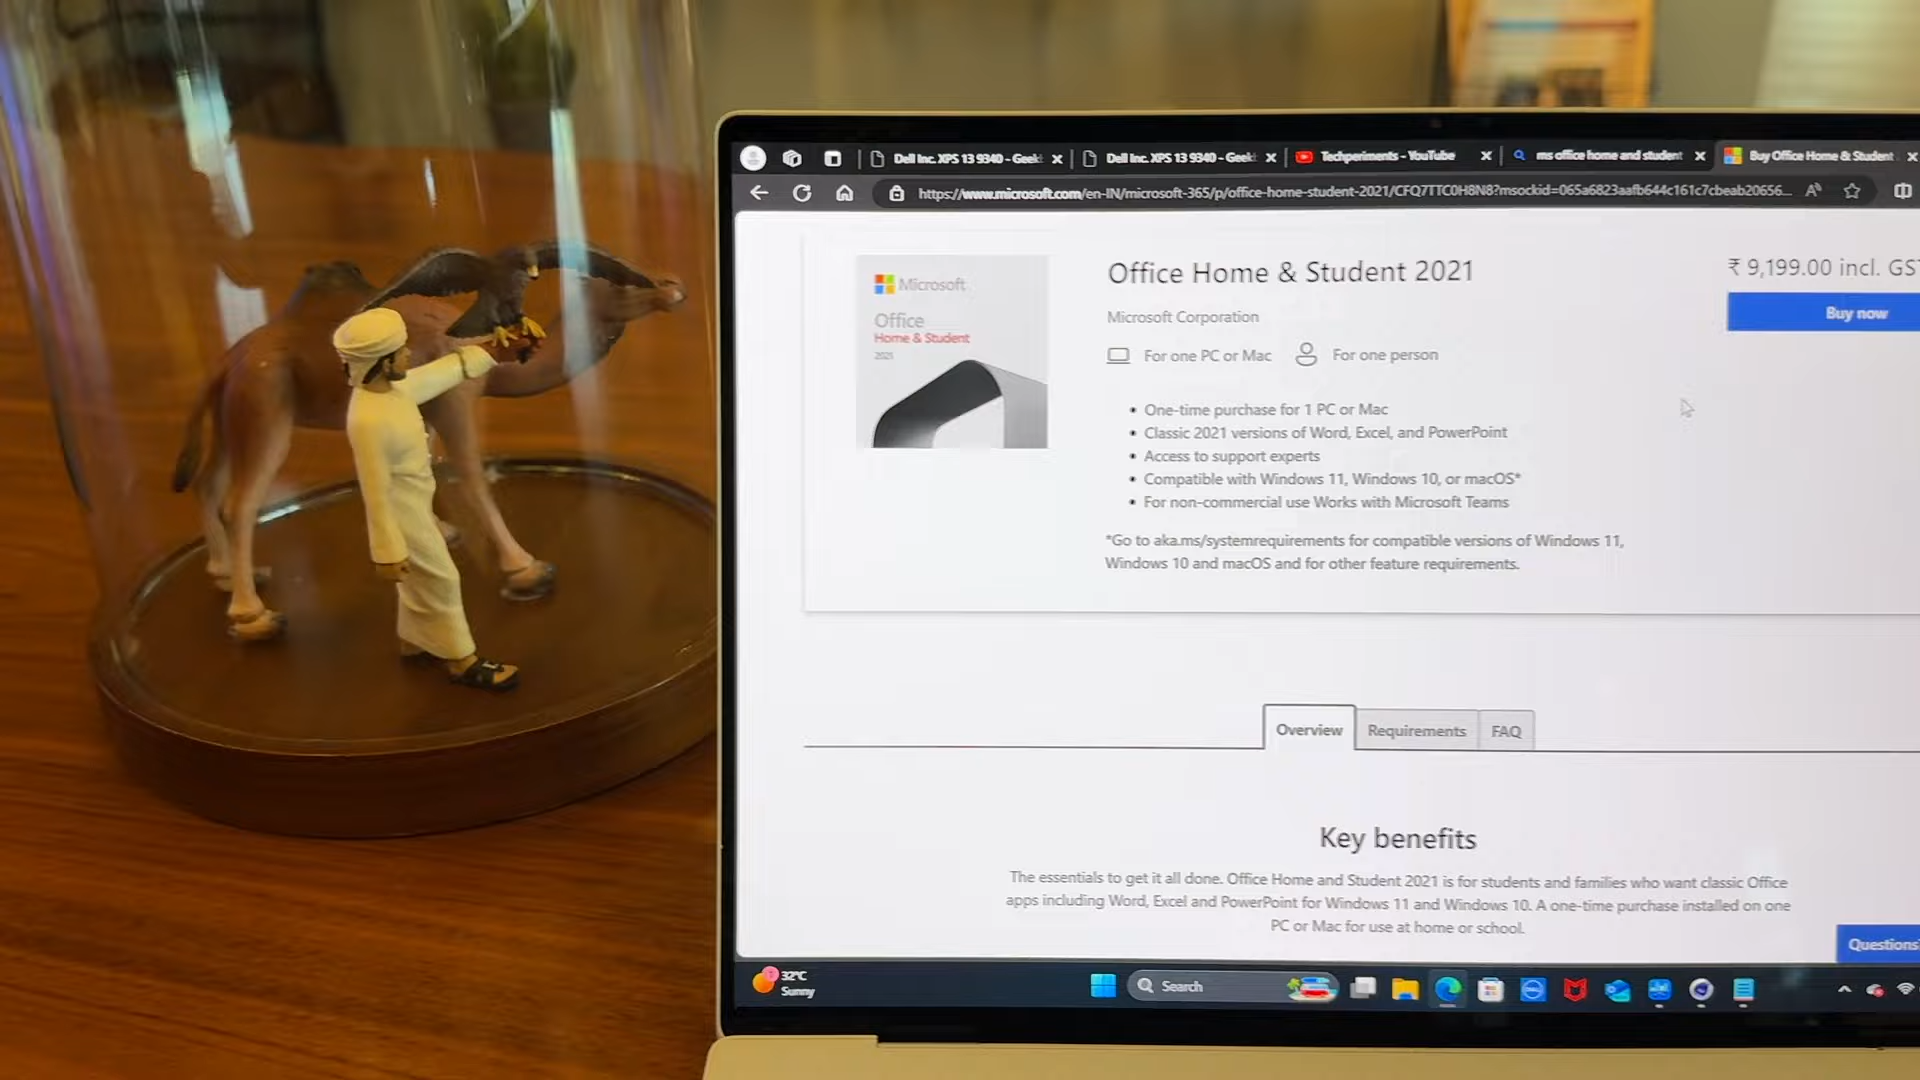 Dell Inc. XPS 13 9340 - Geek
Dell Inc. XPS 13 9340 - Geek
Techperiments - YouTube
ms office home and student
Buy Office Home & Student
https://www.microsoft.com/en-IN/microsoft-365/p/office-home-student-2021/CFQ7TTC0H8N8?msockid=065a6823aafb644c161c7cbeab20656...
Microsoft
Office
Home & Student
2021
Office Home & Student 2021
₹ 9,199.00 incl. GST
Buy now
Microsoft Corporation
For one PC or Mac
For one person
• One-time purchase for 1 PC or Mac
• Classic 2021 versions of Word, Excel, and PowerPoint
• Access to support experts
• Compatible with Windows 11, Windows 10, or macOS*
• For non-commercial use Works with Microsoft Teams
*Go to aka.ms/systemrequirements for compatible versions of Windows 11,
Windows 10 and macOS and for other feature requirements.
Overview
Requirements
FAQ
Key benefits
The essentials to get it all done. Office Home and Student 2021 is for students and families who want classic Office
apps including Word, Excel and PowerPoint for Windows 11 and Windows 10. A one-time purchase installed on one
PC or Mac for use at home or school.
Questions
32°C
Sunny
Search